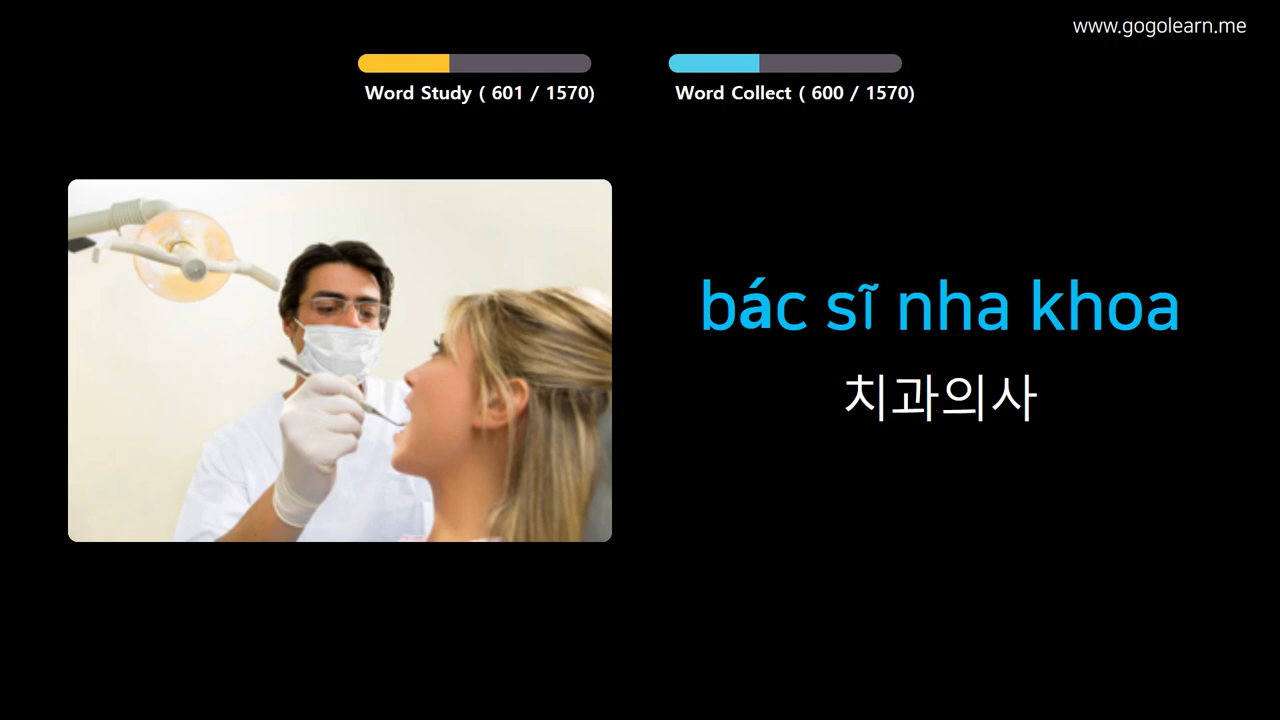 www.gogolearn.me
Word Study ( 601 / 1570)
Word Collect ( 600 / 1570)
bác sĩ nha khoa
치과의사